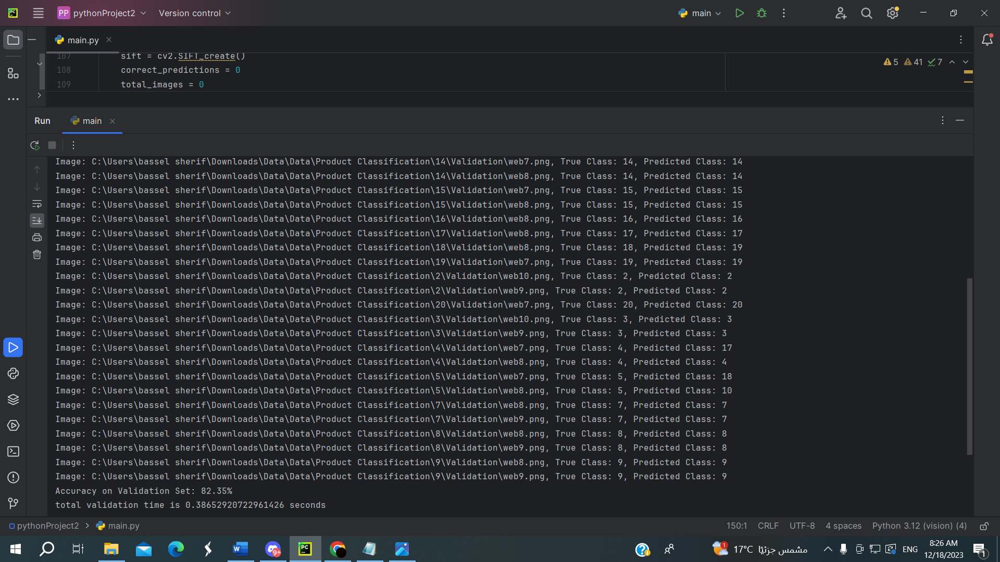 PP pythonProject2 Version control main
main.py
107 sift = cv2.SIFT_create()
108 correct_predictions = 0
109 total_images = 0
5 41 7
Run main
Image: C:\Users\bassel sherif\Downloads\Data\Data\Product Classification\14\Validation\web7.png, True Class: 14, Predicted Class: 14
Image: C:\Users\bassel sherif\Downloads\Data\Data\Product Classification\14\Validation\web8.png, True Class: 14, Predicted Class: 14
Image: C:\Users\bassel sherif\Downloads\Data\Data\Product Classification\15\Validation\web7.png, True Class: 15, Predicted Class: 15
Image: C:\Users\bassel sherif\Downloads\Data\Data\Product Classification\15\Validation\web8.png, True Class: 15, Predicted Class: 15
Image: C:\Users\bassel sherif\Downloads\Data\Data\Product Classification\16\Validation\web8.png, True Class: 16, Predicted Class: 16
Image: C:\Users\bassel sherif\Downloads\Data\Data\Product Classification\17\Validation\web8.png, True Class: 17, Predicted Class: 17
Image: C:\Users\bassel sherif\Downloads\Data\Data\Product Classification\18\Validation\web8.png, True Class: 18, Predicted Class: 19
Image: C:\Users\bassel sherif\Downloads\Data\Data\Product Classification\19\Validation\web7.png, True Class: 19, Predicted Class: 19
Image: C:\Users\bassel sherif\Downloads\Data\Data\Product Classification\2\Validation\web10.png, True Class: 2, Predicted Class: 2
Image: C:\Users\bassel sherif\Downloads\Data\Data\Product Classification\2\Validation\web9.png, True Class: 2, Predicted Class: 2
Image: C:\Users\bassel sherif\Downloads\Data\Data\Product Classification\20\Validation\web7.png, True Class: 20, Predicted Class: 20
Image: C:\Users\bassel sherif\Downloads\Data\Data\Product Classification\3\Validation\web10.png, True Class: 3, Predicted Class: 3
Image: C:\Users\bassel sherif\Downloads\Data\Data\Product Classification\3\Validation\web9.png, True Class: 3, Predicted Class: 3
Image: C:\Users\bassel sherif\Downloads\Data\Data\Product Classification\4\Validation\web7.png, True Class: 4, Predicted Class: 17
Image: C:\Users\bassel sherif\Downloads\Data\Data\Product Classification\4\Validation\web8.png, True Class: 4, Predicted Class: 4
Image: C:\Users\bassel sherif\Downloads\Data\Data\Product Classification\5\Validation\web7.png, True Class: 5, Predicted Class: 18
Image: C:\Users\bassel sherif\Downloads\Data\Data\Product Classification\5\Validation\web8.png, True Class: 5, Predicted Class: 10
Image: C:\Users\bassel sherif\Downloads\Data\Data\Product Classification\7\Validation\web8.png, True Class: 7, Predicted Class: 7
Image: C:\Users\bassel sherif\Downloads\Data\Data\Product Classification\7\Validation\web9.png, True Class: 7, Predicted Class: 7
Image: C:\Users\bassel sherif\Downloads\Data\Data\Product Classification\8\Validation\web8.png, True Class: 8, Predicted Class: 8
Image: C:\Users\bassel sherif\Downloads\Data\Data\Product Classification\8\Validation\web9.png, True Class: 8, Predicted Class: 8
Image: C:\Users\bassel sherif\Downloads\Data\Data\Product Classification\9\Validation\web8.png, True Class: 9, Predicted Class: 9
Image: C:\Users\bassel sherif\Downloads\Data\Data\Product Classification\9\Validation\web9.png, True Class: 9, Predicted Class: 9
Accuracy on Validation Set: 82.35%
total validation time is 0.38652920722961426 seconds
pythonProject2 > main.py 150:1 CRLF UTF-8 4 spaces Python 3.12 (vision) (4)
W 9+ PC 1 17°C مشمس جزئيًا ENG 8:26 AM
12/18/2023 1